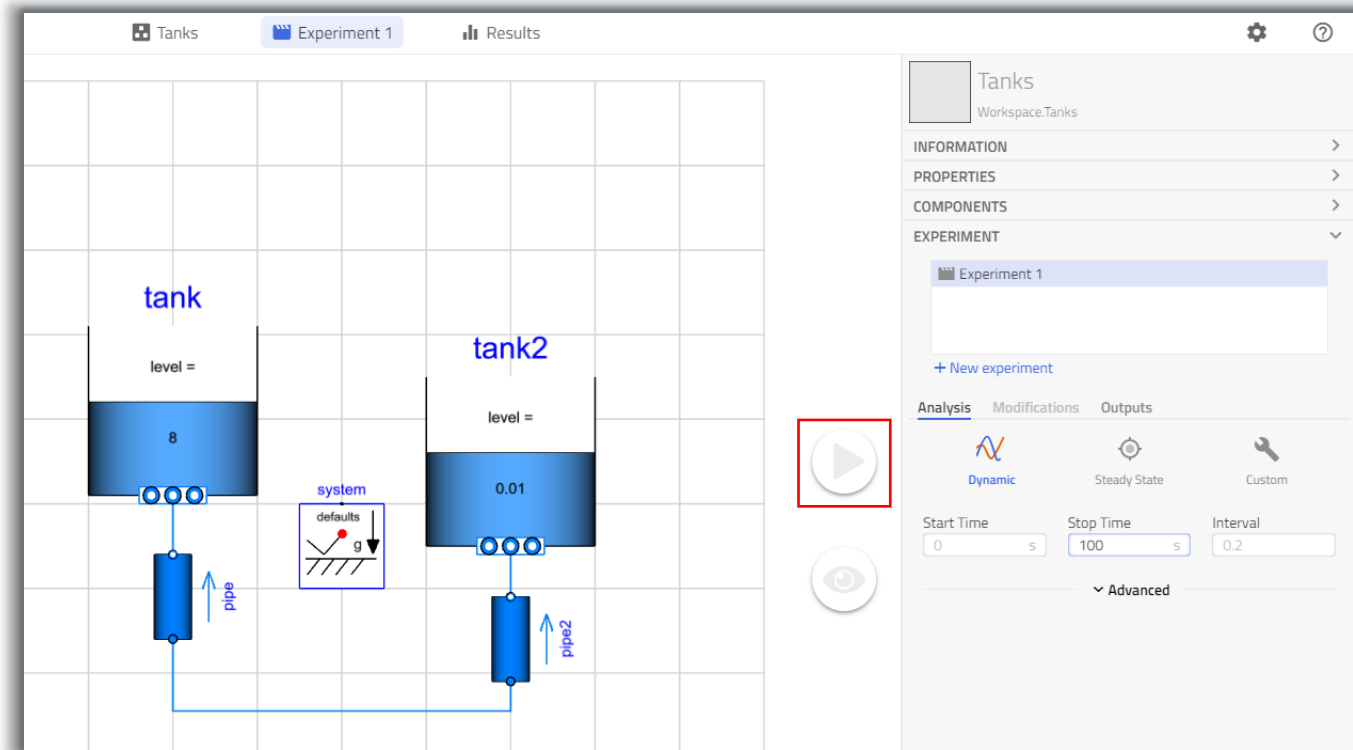 Tanks
Experiment 1
Results
Tanks
Workspace.Tanks
INFORMATION
PROPERTIES
COMPONENTS
EXPERIMENT
Experiment 1
+ New experiment
Analysis Modifications Outputs
Dynamic Steady State Custom
Start Time Stop Time Interval
0 s 100 s 0.2
Advanced
tank
level =
8
tank2
level =
0.01
system
defaults
g
pipe
pipe2